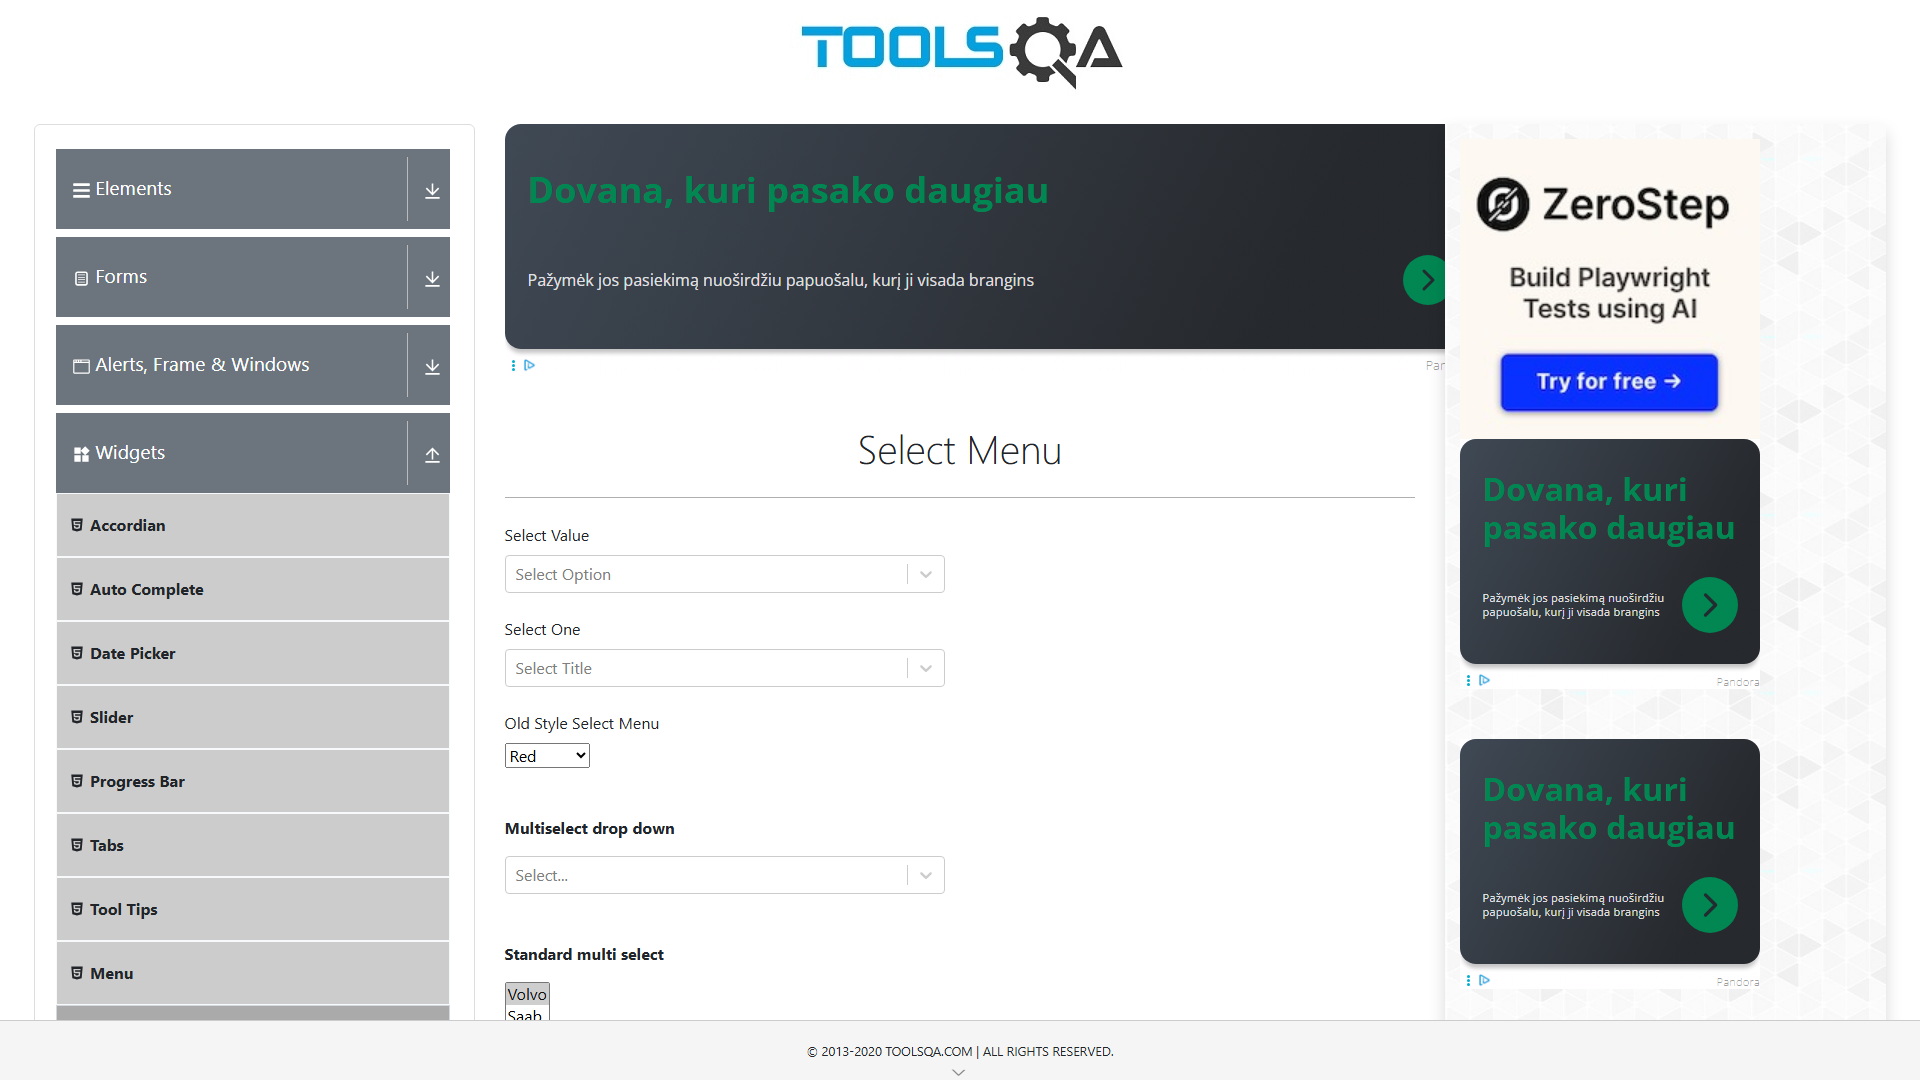 TOOLSQA
Elements
Forms
Alerts, Frame & Windows
Widgets
Accordian
Auto Complete
Date Picker
Slider
Progress Bar
Tabs
Tool Tips
Menu
Dovana, kuri pasako daugiau
Pažymėk jos pasiekimą nuoširdžiu papuošalu, kurį ji visada brangins
Par
Select Menu
Select Value
Select Option
Select One
Select Title
Old Style Select Menu
Red
Multiselect drop down
Select...
Standard multi select
Volvo
Saab
ZeroStep
Build Playwright
Tests using AI
Try for free →
Dovana, kuri
pasako daugiau
Pažymėk jos pasiekimą nuoširdžiu
papuošalu, kurį ji visada brangins
Pandora
Dovana, kuri
pasako daugiau
Pažymėk jos pasiekimą nuoširdžiu
papuošalu, kurį ji visada brangins
Pandora
© 2013-2020 TOOLSQA.COM | ALL RIGHTS RESERVED.